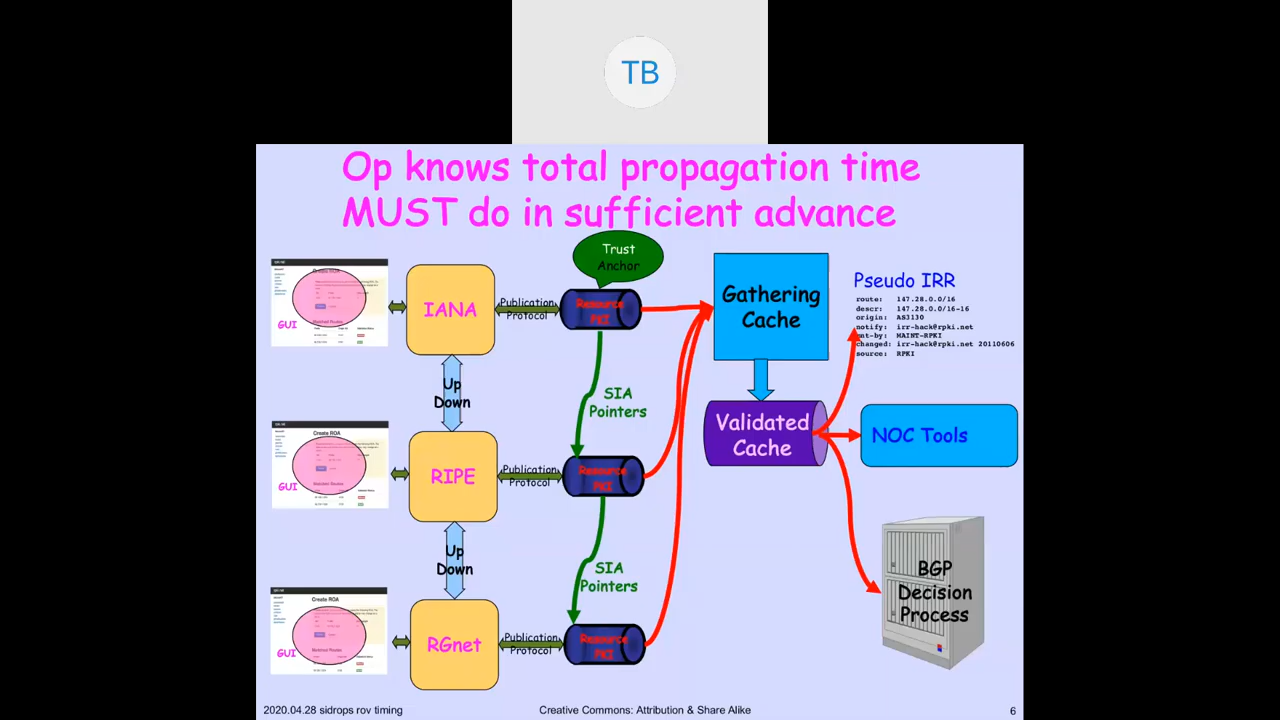 TB
Op knows total propagation time
MUST do in sufficient advance
Trust
Anchor
GUI
IANA
Publication
Protocol
Resource
PKI
Gathering
Cache
Pseudo IRR
route: 147.28.0.0/16
descr: 147.28.0.0/16-16
origin: AS3130
notify: irr-hack@rpki.net
mnt-by: MAINT-RPKI
changed: irr-hack@rpki.net 20110606
source: RPKI
Up
Down
SIA
Pointers
Validated
Cache
NOC Tools
Create ROA
GUI
RIPE
Publication
Protocol
Resource
PKI
Up
Down
SIA
Pointers
BGP
Decision
Process
Create ROA
GUI
RGnet
Publication
Protocol
Resource
PKI
2020.04.28 sidrops rov timing
Creative Commons: Attribution & Share Alike
6